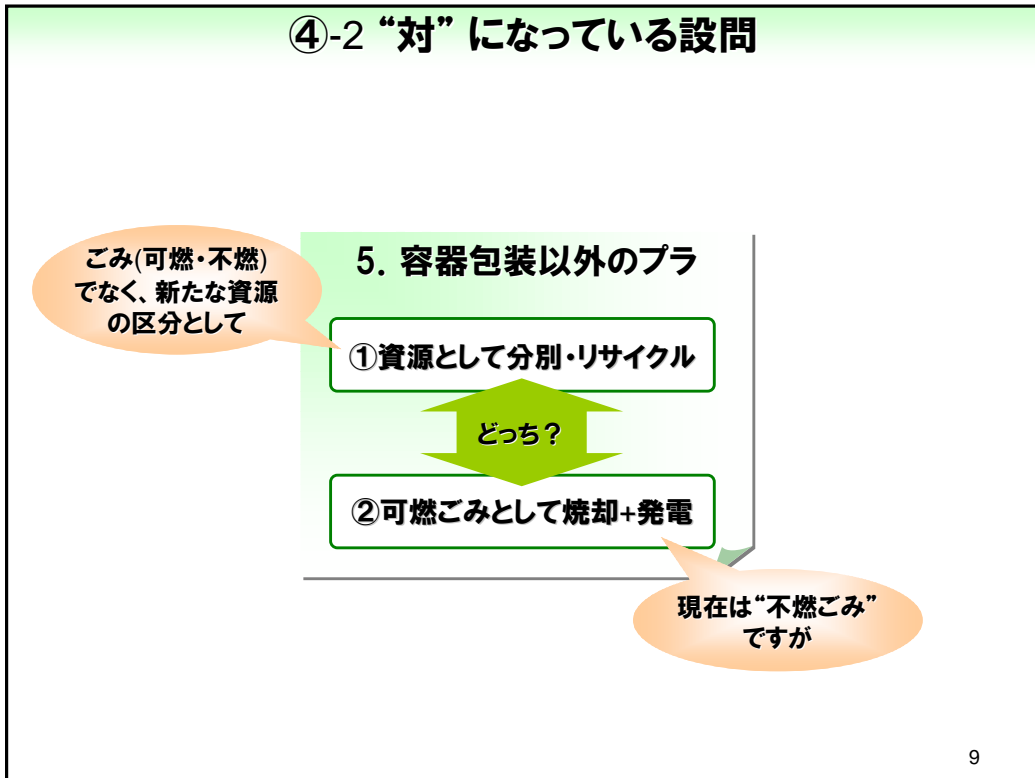 ④-2 “対” になっている設問
ごみ(可燃・不燃)
でなく、新たな資源
の区分として
5. 容器包装以外のプラ
①資源として分別・リサイクル
どっち？
②可燃ごみとして焼却+発電
現在は“不燃ごみ”
ですが
9